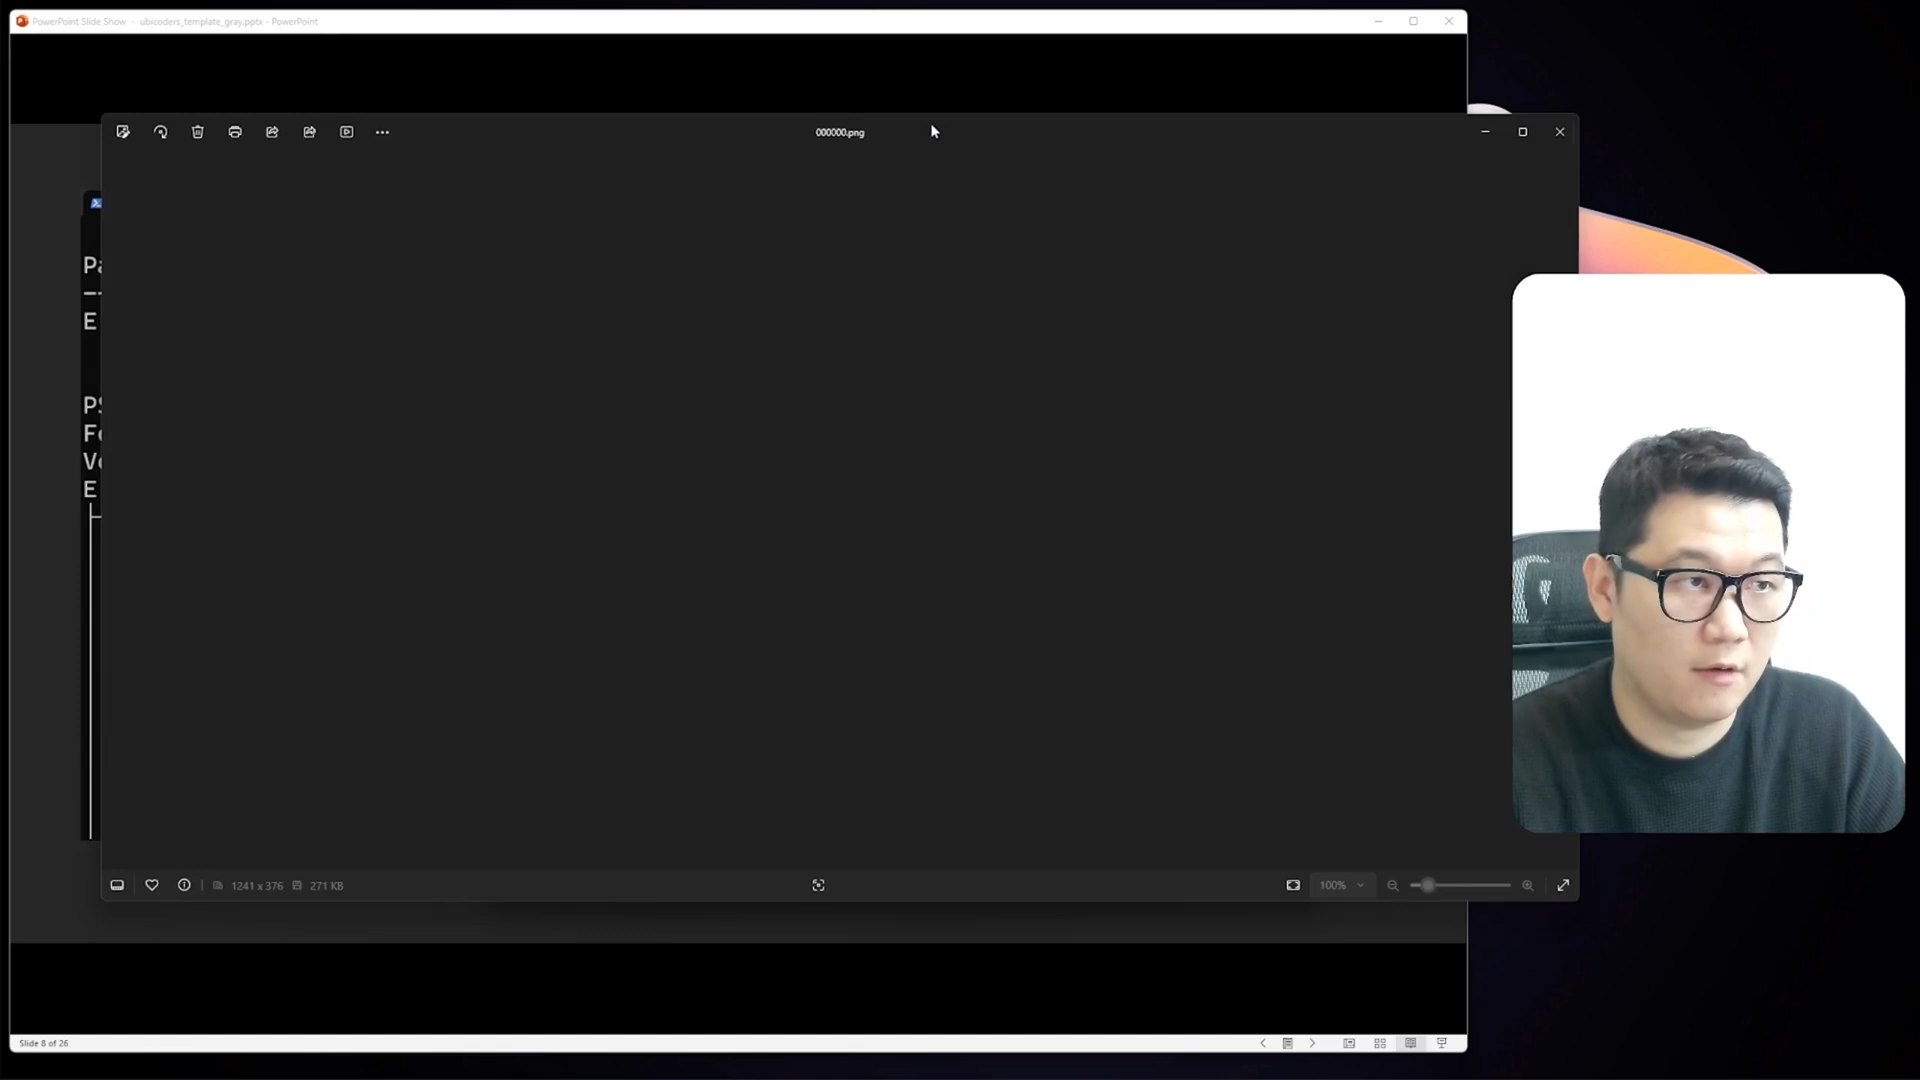 PowerPoint Slide Show - ubicoders_template_gray.pptx - PowerPoint
000000.png
Pa
E
PS
Fo
Vo
E
1241 x 376
271 KB
100%
Slide 8 of 26